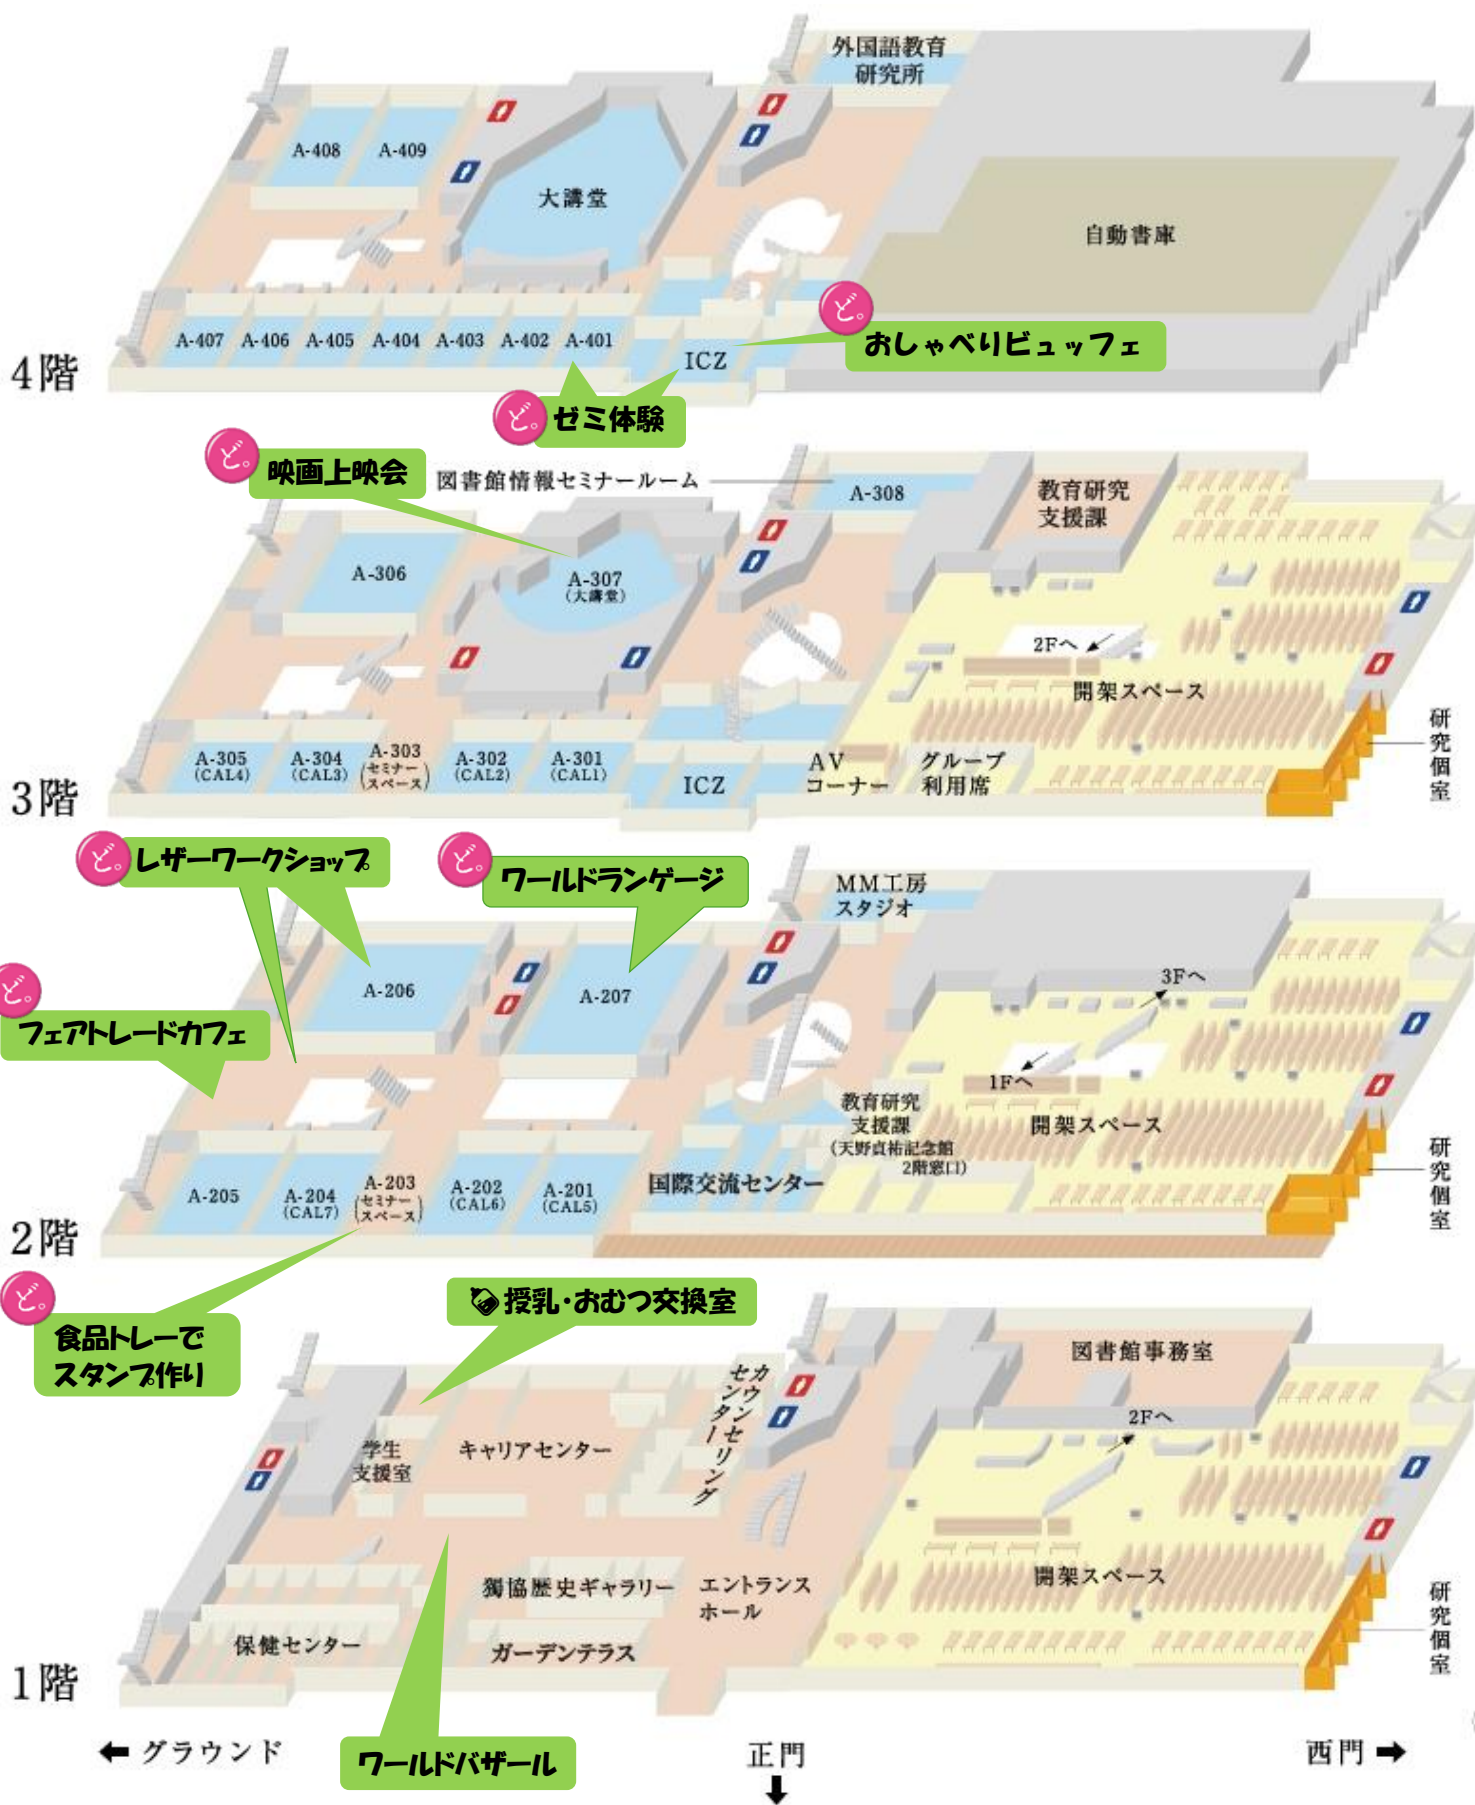 外国語教育
研究所
A-408
A-409
大講堂
自動書庫
ど。
おしゃべりビュッフェ
A-407
A-406
A-405
A-404
A-403
A-402
A-401
ICZ
4階
ど。
ゼミ体験
ど。
映画上映会
図書館情報セミナールーム
A-308
教育研究
支援課
A-306
A-307
(大講堂)
2Fへ
開架スペース
A-305
(CAL4)
A-304
(CAL3)
A-303
(セミナー
スペース)
A-302
(CAL2)
A-301
(CAL1)
ICZ
AV
コーナー
グループ
利用席
研究個室
3階
ど。
レザーワークショップ
ど。
ワールドランゲージ
MM工房
スタジオ
A-206
A-207
3Fへ
ど。
フェアトレードカフェ
1Fへ
教育研究
支援課
(天野貞祐記念館
2階窓口)
開架スペース
A-205
A-204
(CAL7)
A-203
(セミナー
スペース)
A-202
(CAL6)
A-201
(CAL5)
国際交流センター
研究個室
2階
ど。
食品トレーで
スタンプ作り
授乳・おむつ交換室
図書館事務室
カウンセリング
センター
2Fへ
学生
支援室
キャリアセンター
獨協歴史ギャラリー
エントランス
ホール
開架スペース
保健センター
ガーデンテラス
研究個室
1階
← グラウンド
ワールドバザール
正門
↓
西門 →